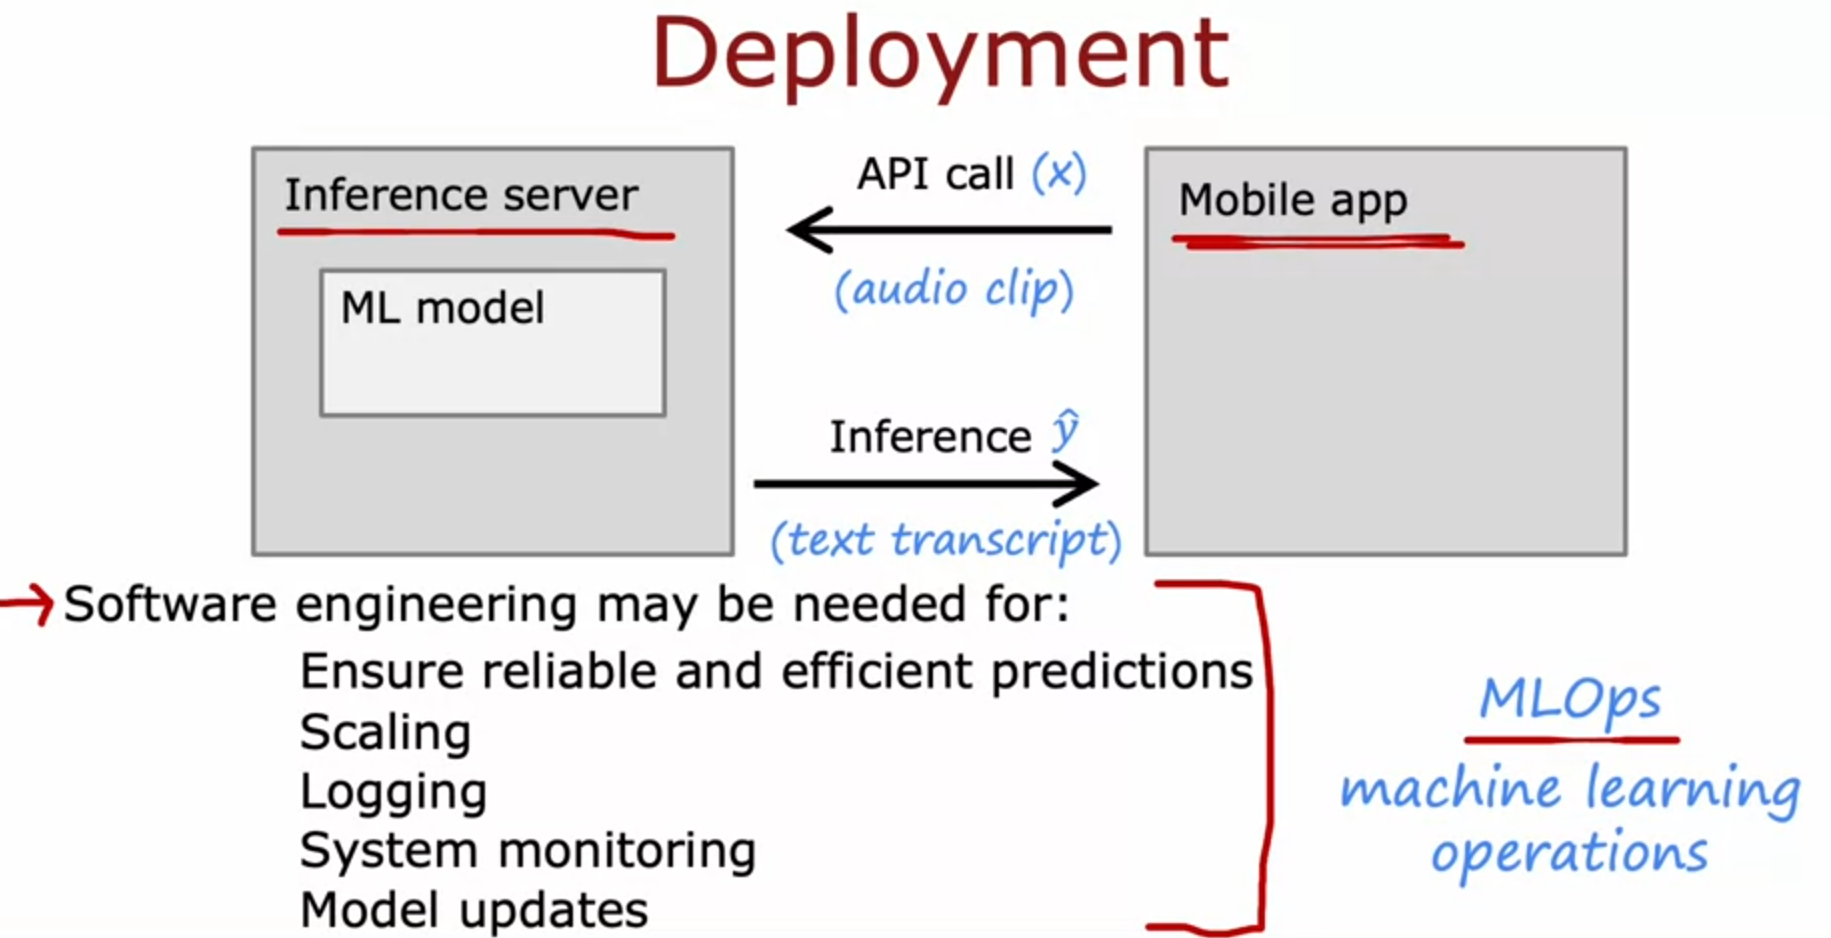 Deployment
Inference server
ML model
API call (x)
(audio clip)
Inference ŷ
(text transcript)
Mobile app
Software engineering may be needed for:
Ensure reliable and efficient predictions
Scaling
Logging
System monitoring
Model updates
MLOps
machine learning
operations